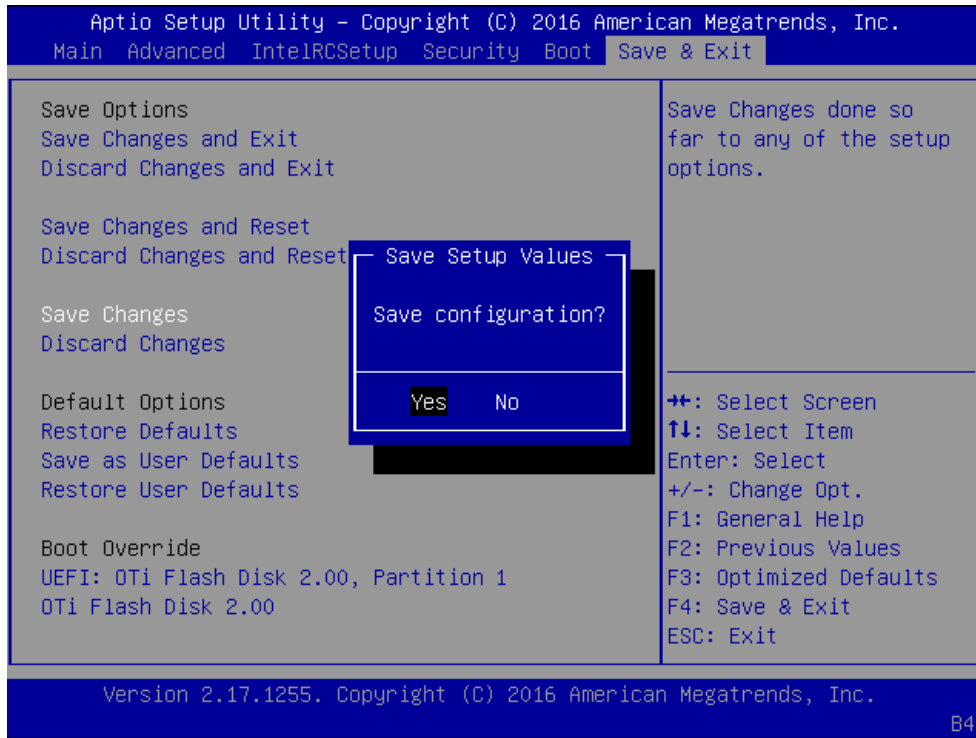 Aptio Setup Utility – Copyright (C) 2016 American Megatrends, Inc.
Main Advanced IntelRCSetup Security Boot Save & Exit
Save Options
Save Changes and Exit
Discard Changes and Exit
Save Changes and Reset
Discard Changes and Reset
Save Changes
Discard Changes
Default Options
Restore Defaults
Save as User Defaults
Restore User Defaults
Boot Override
UEFI: OTi Flash Disk 2.00, Partition 1
OTi Flash Disk 2.00
Save Setup Values
Save configuration?
Yes No
Save Changes done so
far to any of the setup
options.
→←: Select Screen
↑↓: Select Item
Enter: Select
+/-: Change Opt.
F1: General Help
F2: Previous Values
F3: Optimized Defaults
F4: Save & Exit
ESC: Exit
Version 2.17.1255. Copyright (C) 2016 American Megatrends, Inc.
B4